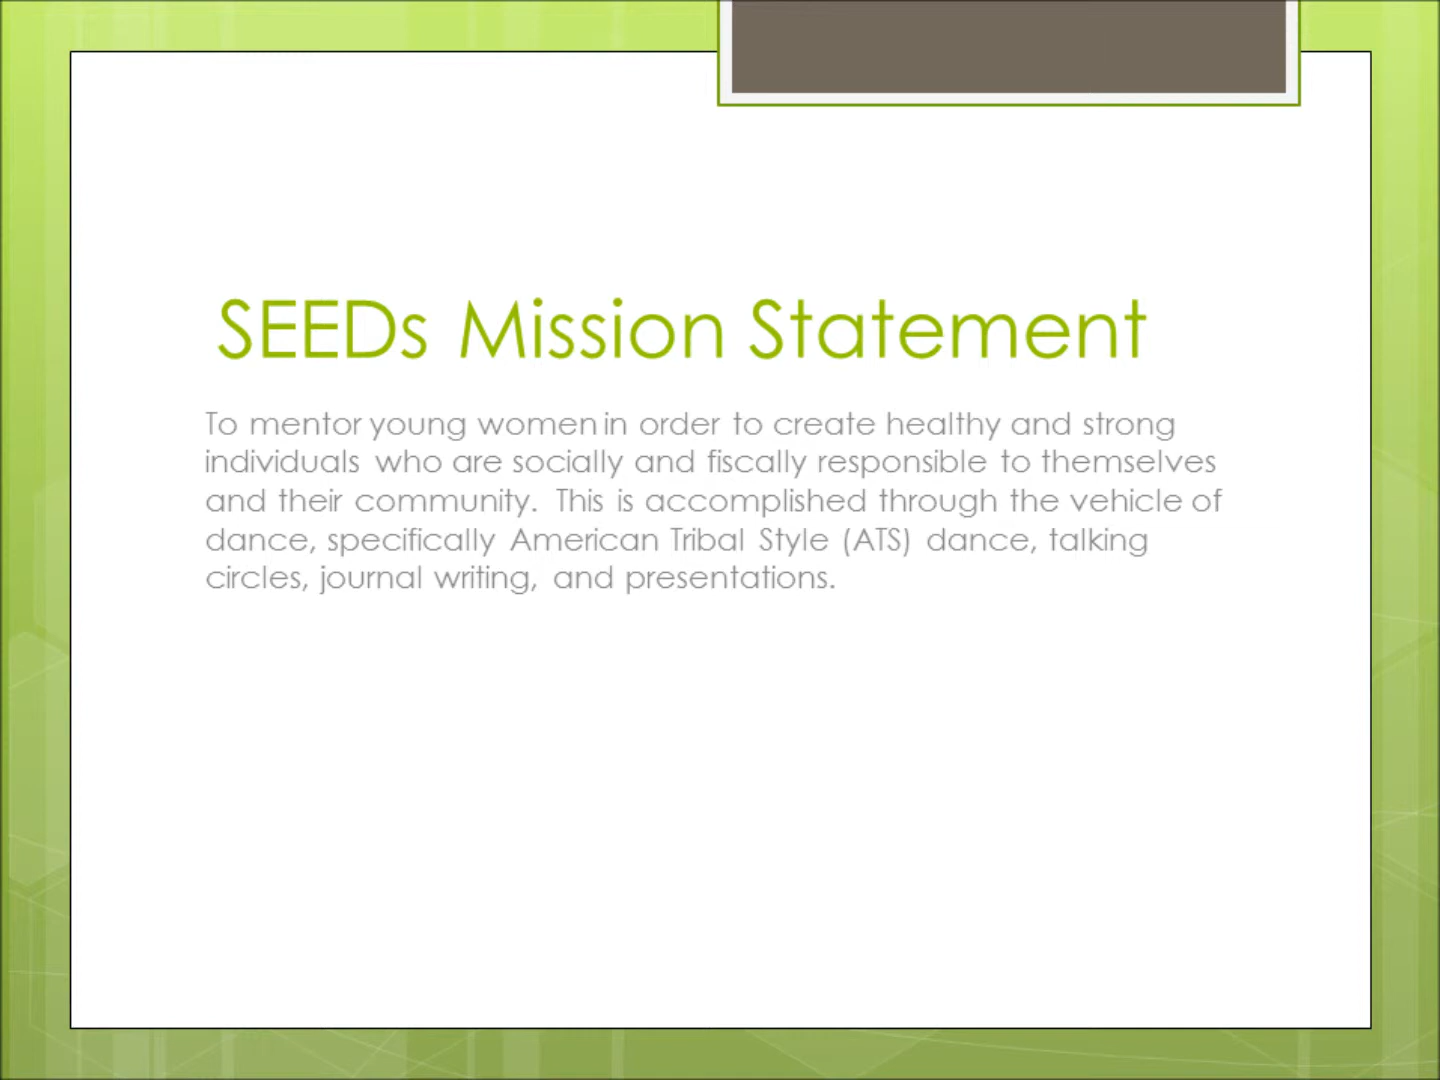 SEEDs Mission Statement
To mentor young women in order to create healthy and strong
individuals who are socially and fiscally responsible to themselves
and their community. This is accomplished through the vehicle of
dance, specifically American Tribal Style (ATS) dance, talking
circles, journal writing, and presentations.